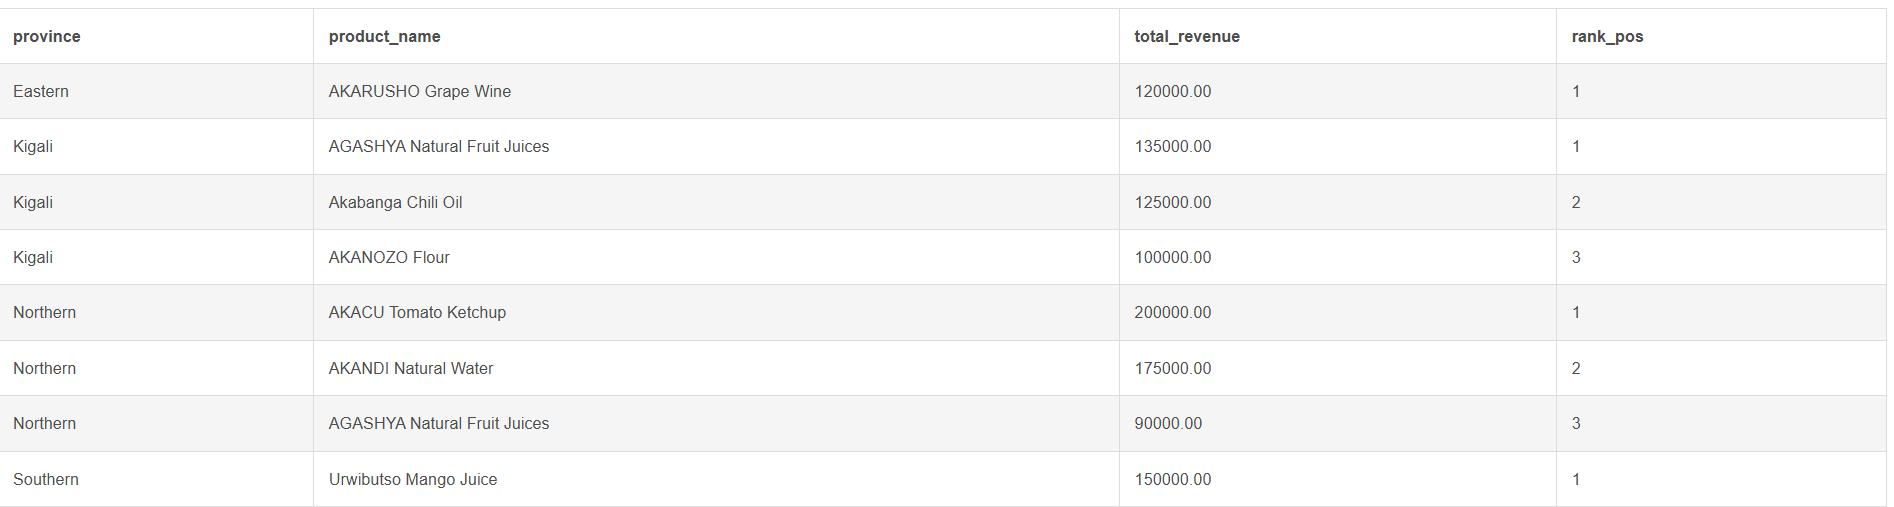 province product_name total_revenue rank_pos
Eastern AKARUSHO Grape Wine 120000.00 1
Kigali AGASHYA Natural Fruit Juices 135000.00 1
Kigali Akabanga Chili Oil 125000.00 2
Kigali AKANOZO Flour 100000.00 3
Northern AKACU Tomato Ketchup 200000.00 1
Northern AKANDI Natural Water 175000.00 2
Northern AGASHYA Natural Fruit Juices 90000.00 3
Southern Urwibutso Mango Juice 150000.00 1